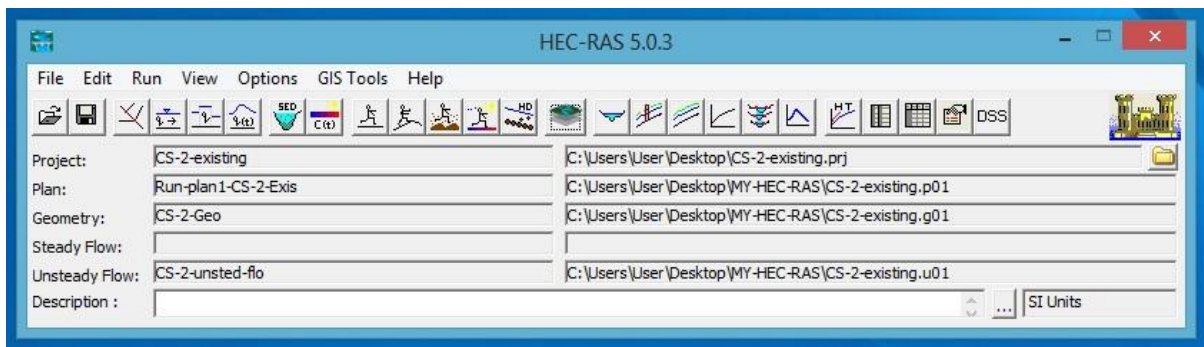 HEC-RAS 5.0.3
File Edit Run View Options GIS Tools Help
SED C(t) HD HT DSS
Project: CS-2-existing C:\Users\User\Desktop\CS-2-existing.prj
Plan: Run-plan1-CS-2-Exis C:\Users\User\Desktop\MY-HEC-RAS\CS-2-existing.p01
Geometry: CS-2-Geo C:\Users\User\Desktop\MY-HEC-RAS\CS-2-existing.g01
Steady Flow:
Unsteady Flow: CS-2-unsted-flo C:\Users\User\Desktop\MY-HEC-RAS\CS-2-existing.u01
Description : ... SI Units